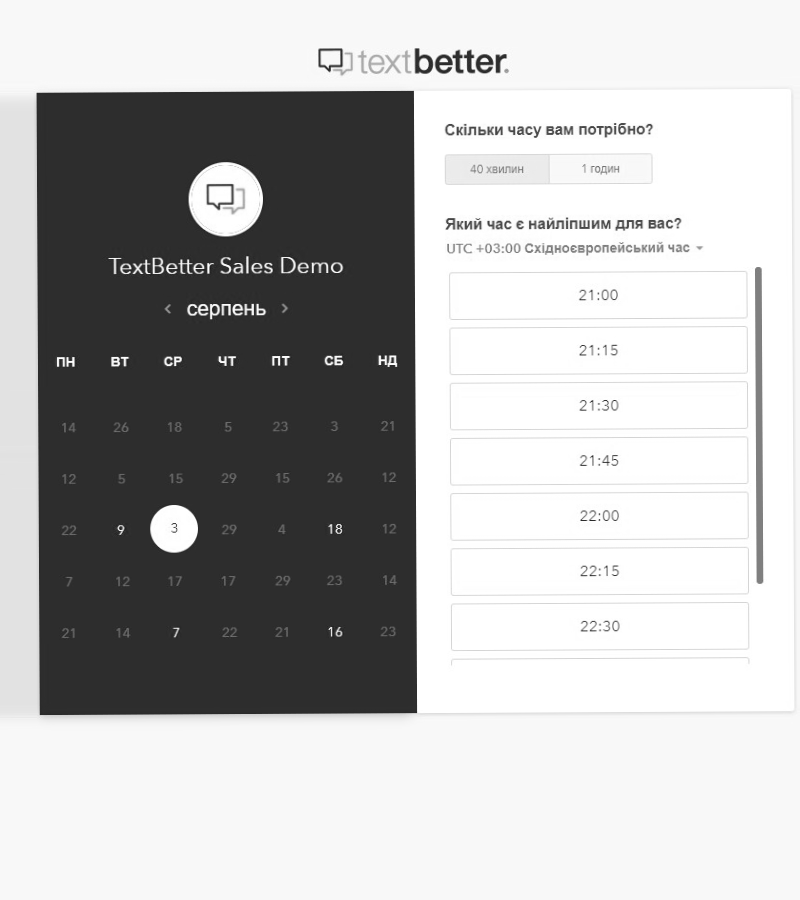 textbetter.
TextBetter Sales Demo
< серпень >
ПН ВТ СР ЧТ ПТ СБ НД
14 26 18 5 23 3 21
12 5 15 29 15 26 12
22 9 3 29 4 18 12
7 12 17 17 29 23 14
21 14 7 22 21 16 23
Скільки часу вам потрібно?
40 хвилин 1 годин
Який час є найліпшим для вас?
UTC +03:00 Східноєвропейський час
21:00
21:15
21:30
21:45
22:00
22:15
22:30